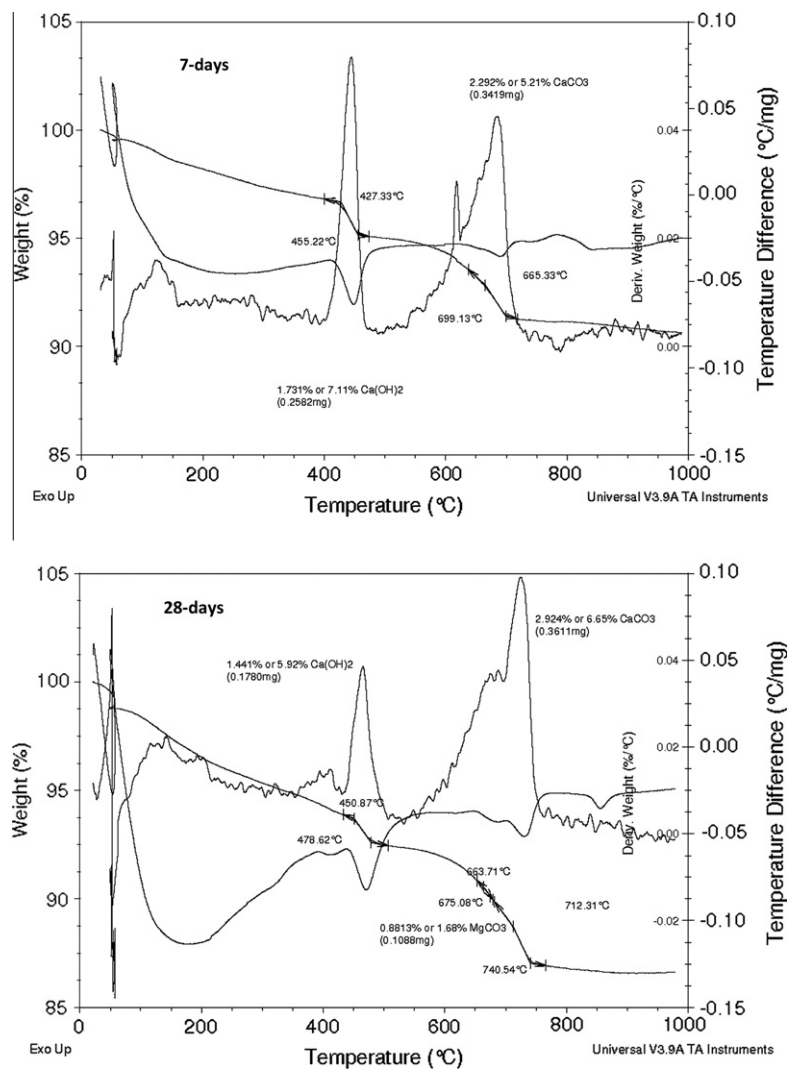 7-days
2.292% or 5.21% CaCO3
(0.3419mg)
427.33°C
455.22°C
665.33°C
699.13°C
1.731% or 7.11% Ca(OH)2
(0.2582mg)
105
100
95
90
85
Weight (%)
0.04
0.02
0.00
Deriv. Weight (%/°C)
0.10
0.05
0.00
-0.05
-0.10
-0.15
Temperature Difference (°C/mg)
0 200 400 600 800 1000
Exo Up
Temperature (°C)
Universal V3.9A TA Instruments
28-days
2.924% or 6.65% CaCO3
(0.3611mg)
1.441% or 5.92% Ca(OH)2
(0.1780mg)
450.87°C
478.62°C
663.71°C
675.08°C
712.31°C
0.8813% or 1.68% MgCO3
(0.1088mg)
740.54°C
105
100
95
90
85
Weight (%)
0.04
0.02
0.00
-0.02
Deriv. Weight (%/°C)
0.10
0.05
0.00
-0.05
-0.10
-0.15
Temperature Difference (°C/mg)
0 200 400 600 800 1000
Exo Up
Temperature (°C)
Universal V3.9A TA Instruments